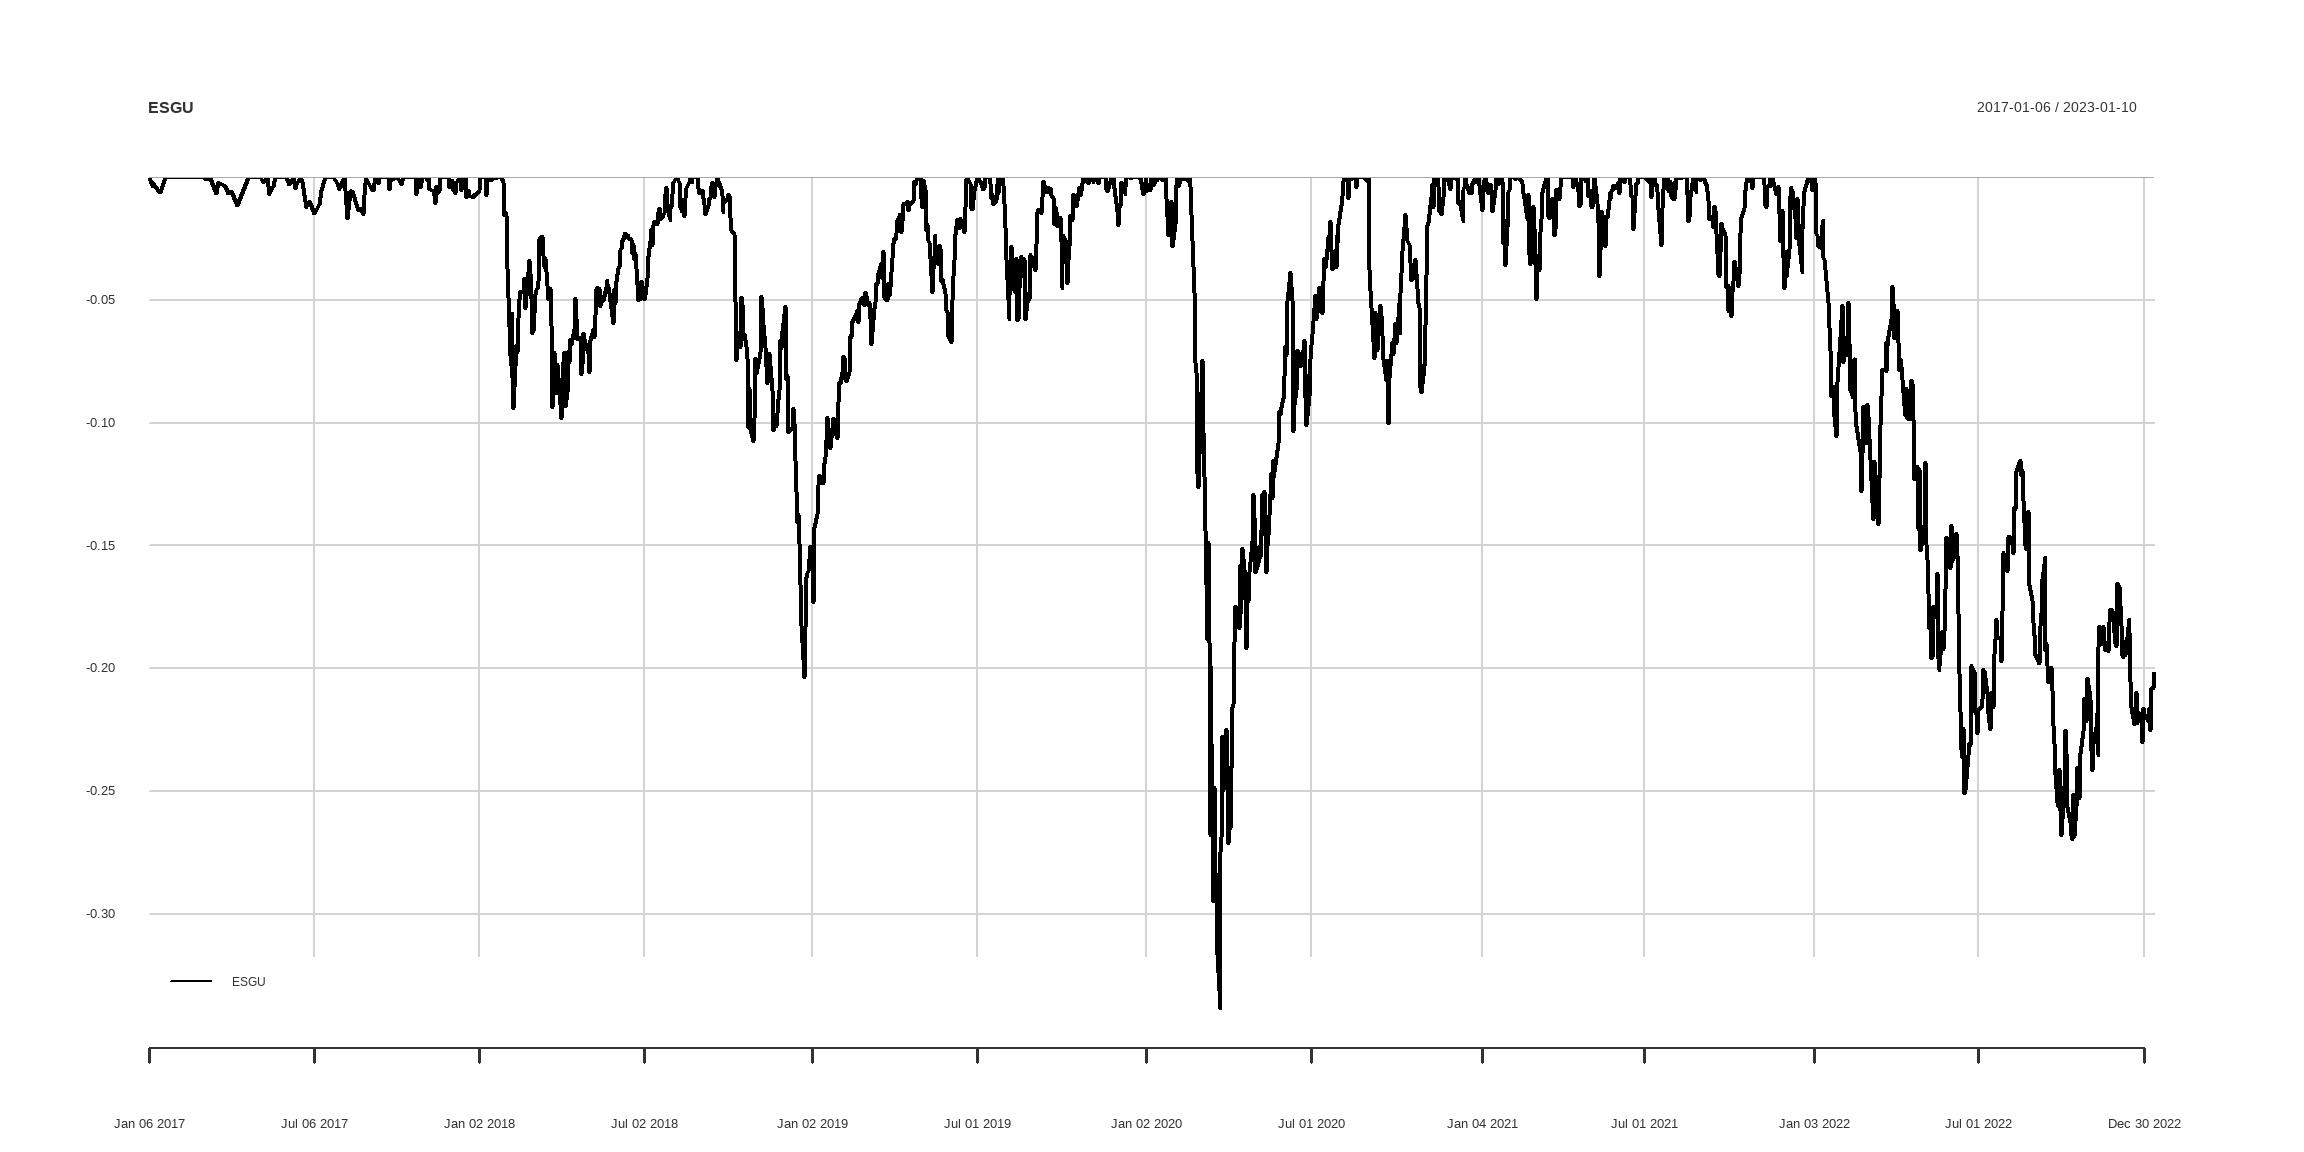 ESGU
2017-01-06 / 2023-01-10
-0.05
-0.10
-0.15
-0.20
-0.25
-0.30
ESGU
Jan 06 2017
Jul 06 2017
Jan 02 2018
Jul 02 2018
Jan 02 2019
Jul 01 2019
Jan 02 2020
Jul 01 2020
Jan 04 2021
Jul 01 2021
Jan 03 2022
Jul 01 2022
Dec 30 2022